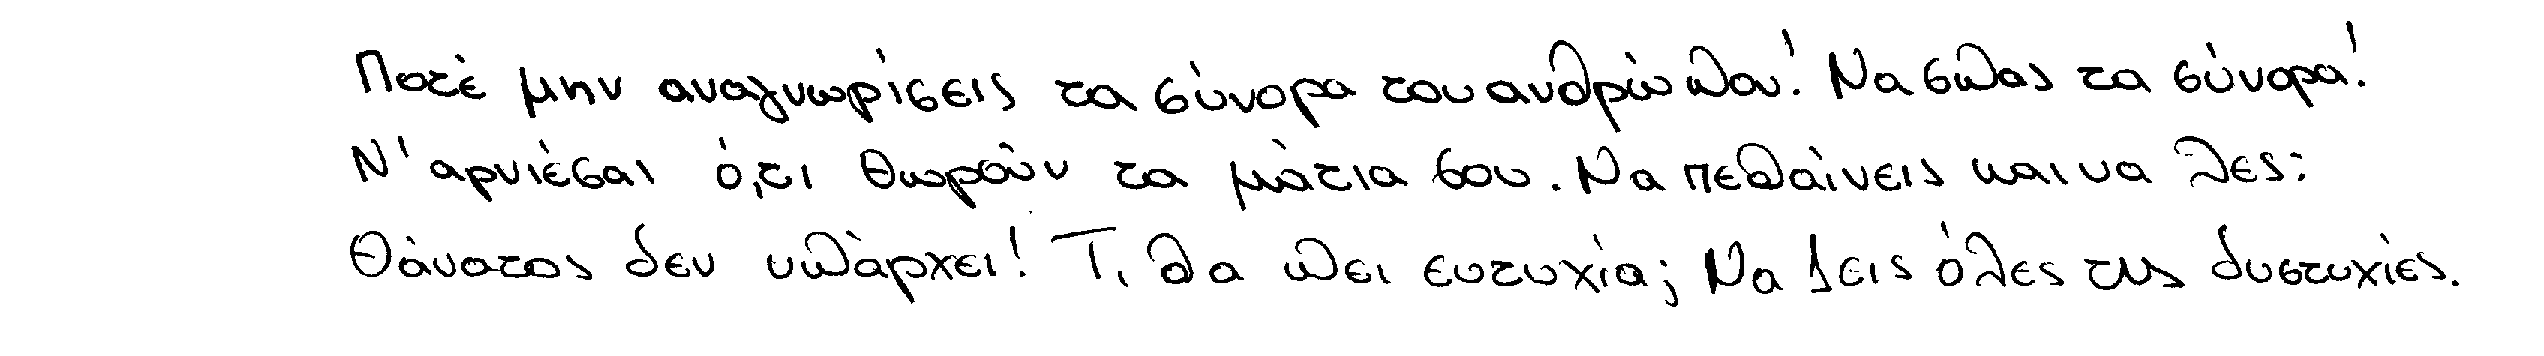 Ποτέ μην αναγνωρίσεις τα σύνορα του ανθρώπου! Να σπας τα σύνορα!
Ν' αρνιέσαι ό,τι θωρούν τα μάτια σου. Να πεθαίνεις και να λες:
Θάνατος δεν υπάρχει! Τι θα πει ευτυχία; Να ζεις όλες τις δυστυχίες.